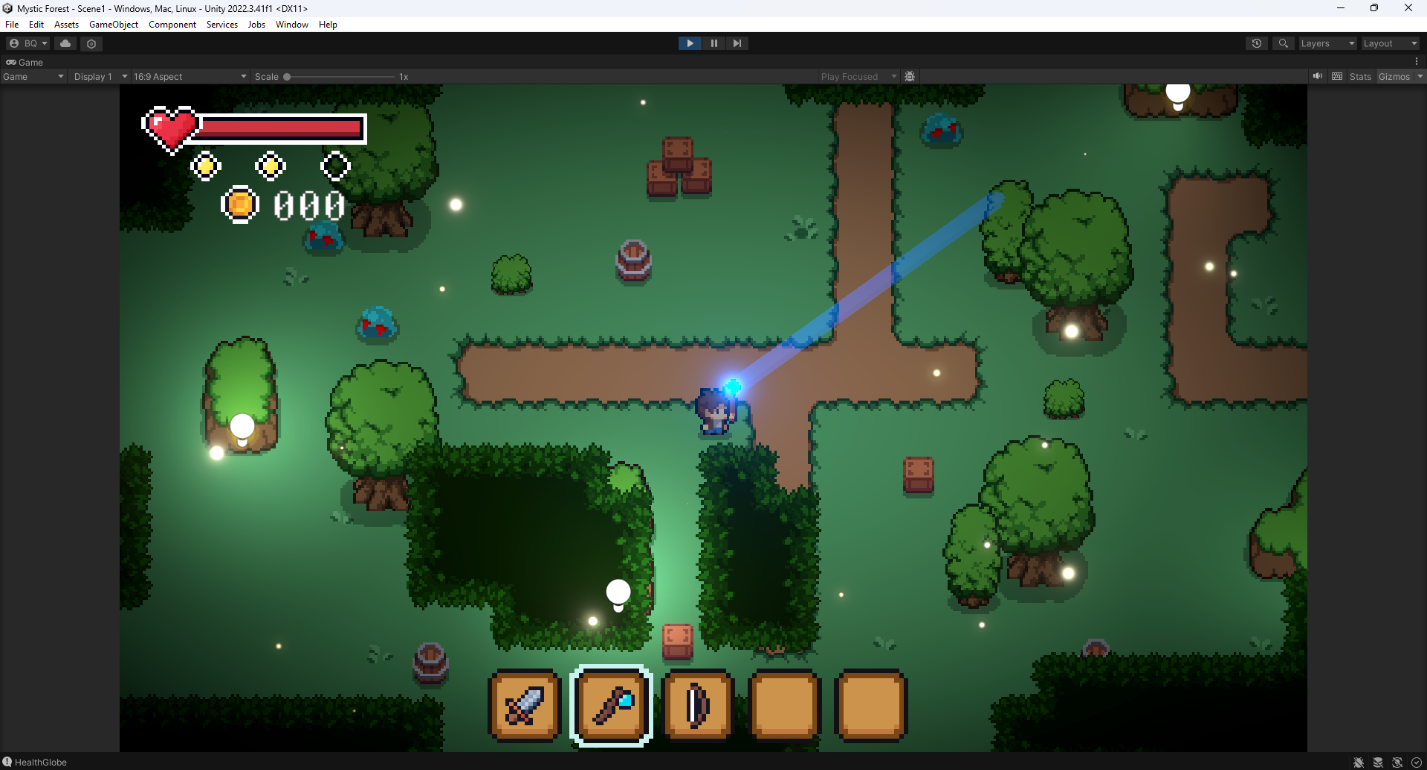 Mystic Forest - Scene1 - Windows, Mac, Linux - Unity 2022.3.41f1 <DX11>
File Edit Assets GameObject Component Services Jobs Window Help
BQ Layers Layout
Game
Game Display 1 16:9 Aspect Scale 1x Play Focused Stats Gizmos
000
HealthGlobe